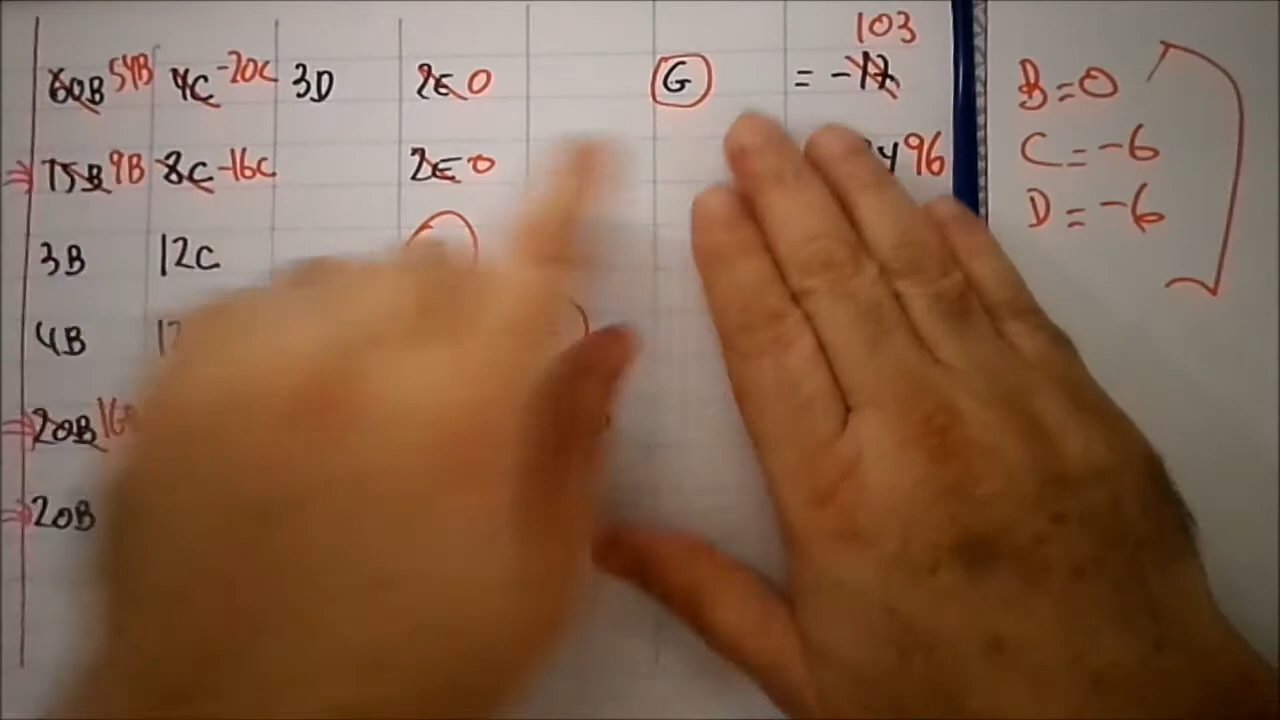 103
60B 54B 4C -20C 3D 2E 0 G = -17
⇒ 75B 9B 8C -16C 2E 0 96
3B 12C
4B
⇒ 20B
⇒ 20B
B=0
C=-6
D=-6